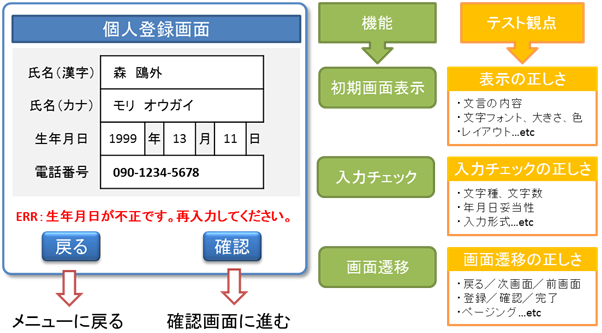 個人登録画面
氏名(漢字) 森 鴎外
氏名(カナ) モリ オウガイ
生年月日 1999 年 13 月 11 日
電話番号 090-1234-5678
ERR:生年月日が不正です。再入力してください。
戻る 確認
メニューに戻る 確認画面に進む
機能
初期画面表示
入力チェック
画面遷移
テスト観点
表示の正しさ
・文言の内容
・文字フォント、大きさ、色
・レイアウト…etc
入力チェックの正しさ
・文字種、文字数
・年月日妥当性
・入力形式…etc
画面遷移の正しさ
・戻る/次画面/前画面
・登録/確認/完了
・ページング…etc